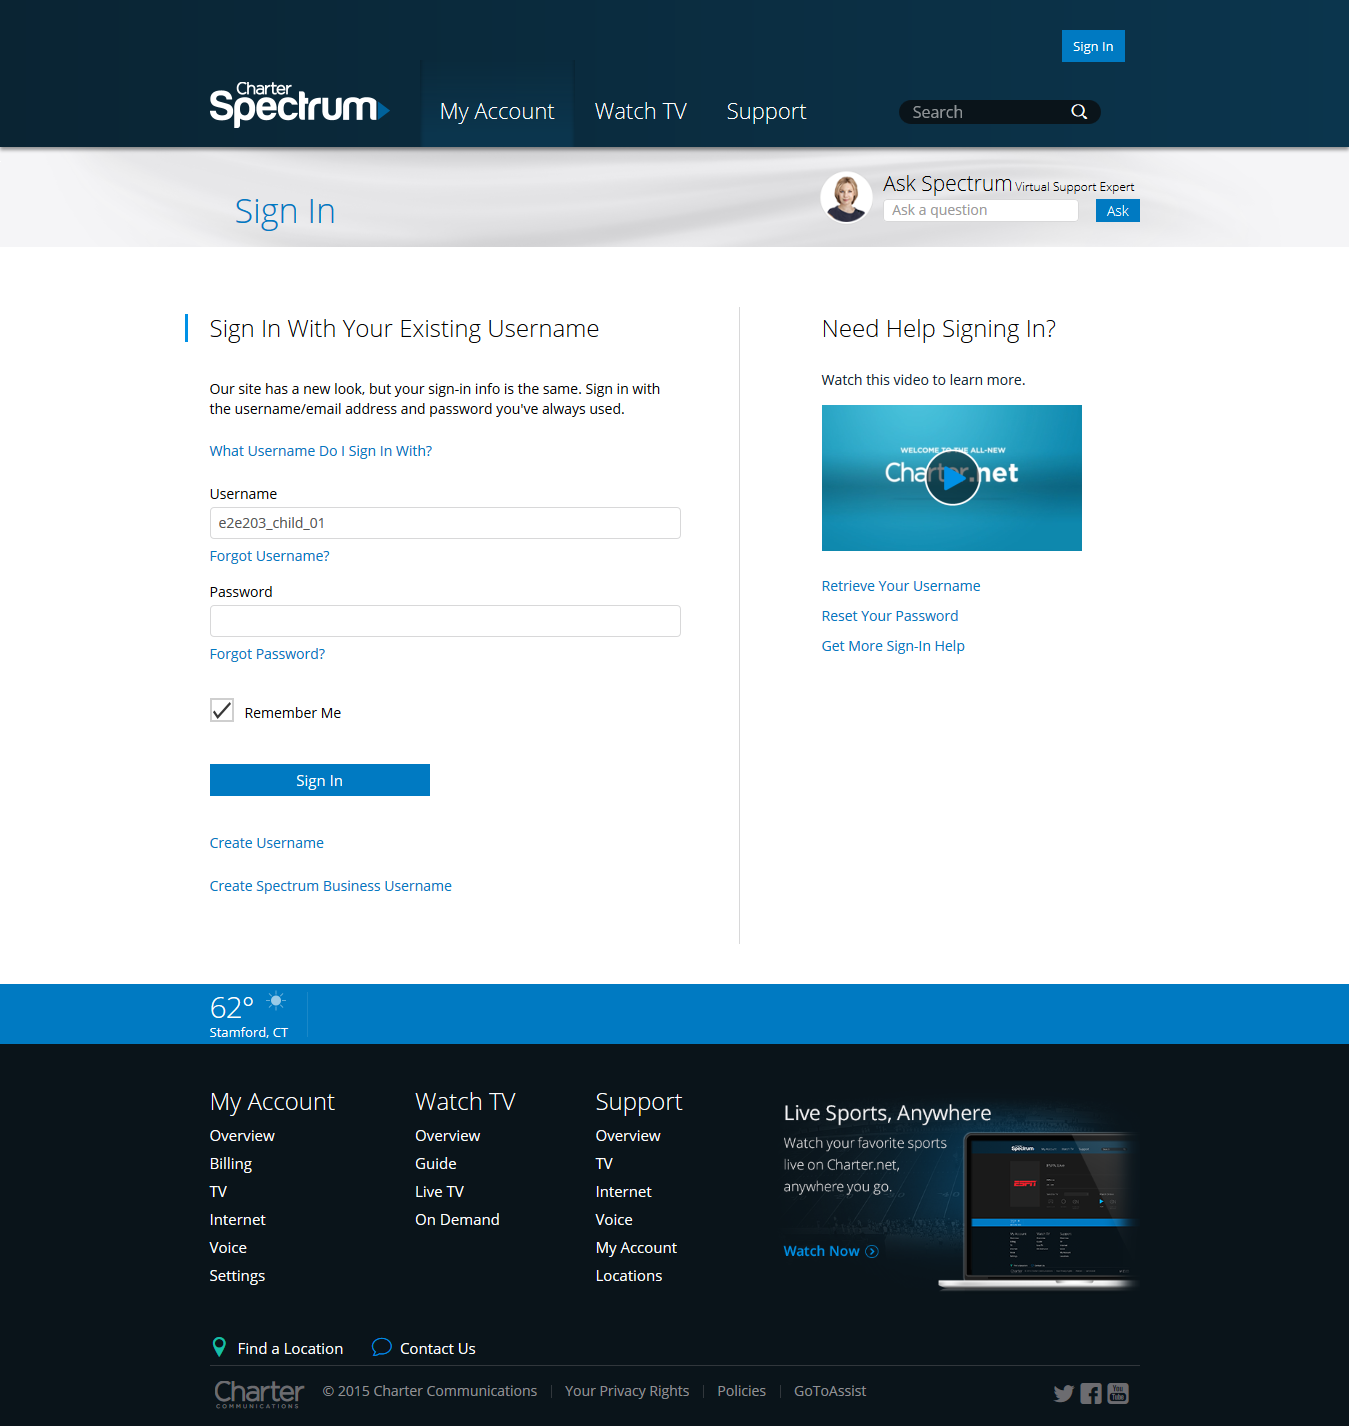 Sign In
Charter
Spectrum
My Account
Watch TV
Support
Search
Sign In
Ask Spectrum Virtual Support Expert
Ask a question
Ask
Sign In With Your Existing Username
Our site has a new look, but your sign-in info is the same. Sign in with
the username/email address and password you've always used.
What Username Do I Sign In With?
Username
e2e203_child_01
Forgot Username?
Password
Forgot Password?
Remember Me
Sign In
Create Username
Create Spectrum Business Username
Need Help Signing In?
Watch this video to learn more.
WELCOME TO THE ALL-NEW
Charter.net
Retrieve Your Username
Reset Your Password
Get More Sign-In Help
62°
Stamford, CT
My Account
Overview
Billing
TV
Internet
Voice
Settings
Watch TV
Overview
Guide
Live TV
On Demand
Support
Overview
TV
Internet
Voice
My Account
Locations
Live Sports, Anywhere
Watch your favorite sports
live on Charter.net,
anywhere you go.
Watch Now
Spectrum
ESPN
Find a Location
Contact Us
Charter
COMMUNICATIONS
© 2015 Charter Communications
Your Privacy Rights
Policies
GoToAssist
You
Tube